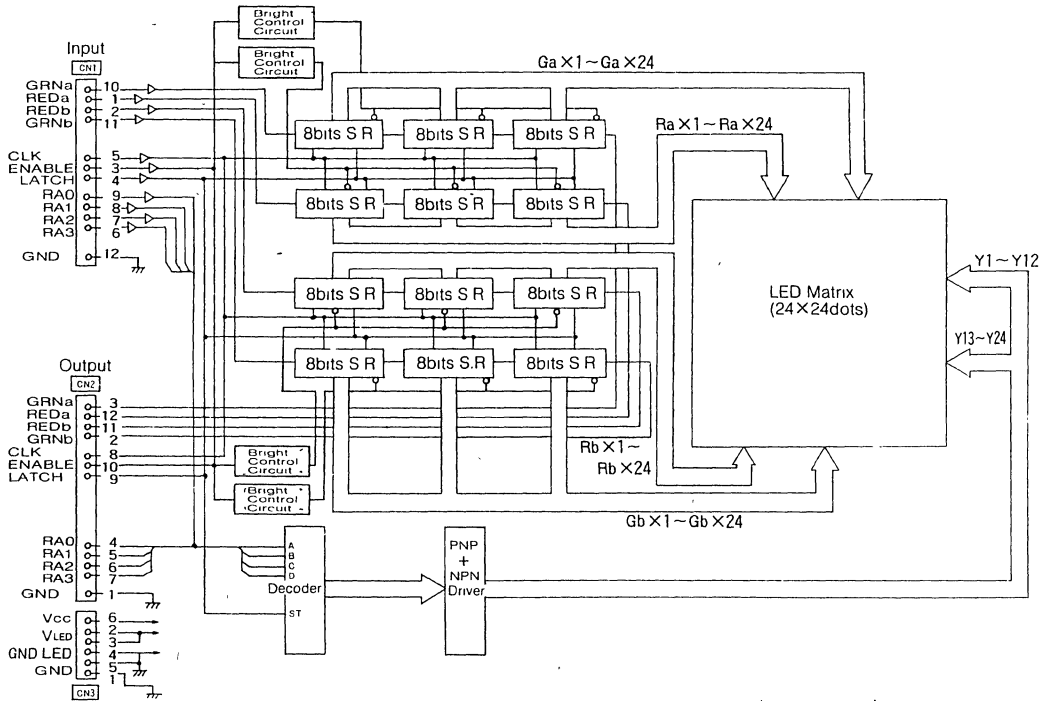 Bright
Control
Circuit
Bright
Control
Circuit
Input
CN1
GRNa 10
REDa 1
REDb 2
GRNb 11
CLK 5
ENABLE 3
LATCH 4
RA0 9
RA1 8
RA2 7
RA3 6
GND 12
Ga×1~Ga×24
Ra×1~Ra×24
8bits S R
8bits S R
8bits S R
8bits S R
8bits S R
8bits S R
8bits S R
8bits S R
8bits S R
8bits S R
8bits S.R
8bits S R
LED Matrix
(24×24dots)
Y1~Y12
Y13~Y24
Output
CN2
GRNa 3
REDa 12
REDb 11
GRNb 2
CLK 8
ENABLE 10
LATCH 9
RA0 4
RA1 5
RA2 6
RA3 7
GND 1
Rb×1~
Rb×24
Bright
Control
Circuit
Bright
Control
Circuit
Gb×1~Gb×24
A
B
C
D
Decoder
ST
PNP
+
NPN
Driver
Vcc 6
VLED 2
3
GND LED 4
5
GND 1
CN3